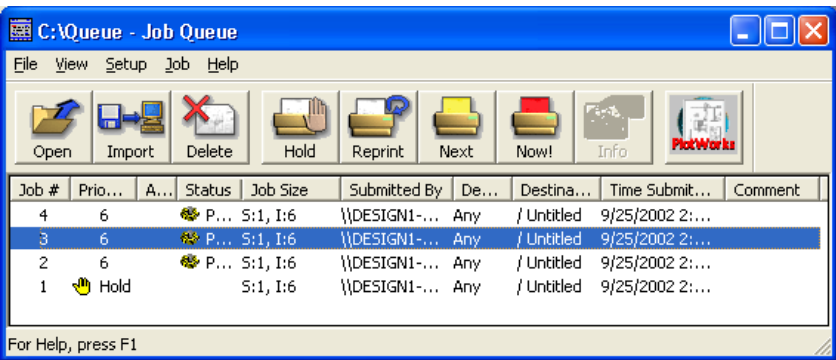 C:\Queue - Job Queue
File View Setup Job Help
Open Import Delete Hold Reprint Next Now! Info PlotWorks
Job # Prio... A... Status Job Size Submitted By De... Destina... Time Submit... Comment
4 6 P... S:1, I:6 \\DESIGN1-... Any / Untitled 9/25/2002 2:...
3 6 P... S:1, I:6 \\DESIGN1-... Any / Untitled 9/25/2002 2:...
2 6 P... S:1, I:6 \\DESIGN1-... Any / Untitled 9/25/2002 2:...
1 Hold S:1, I:6 \\DESIGN1-... Any / Untitled 9/25/2002 2:...
For Help, press F1